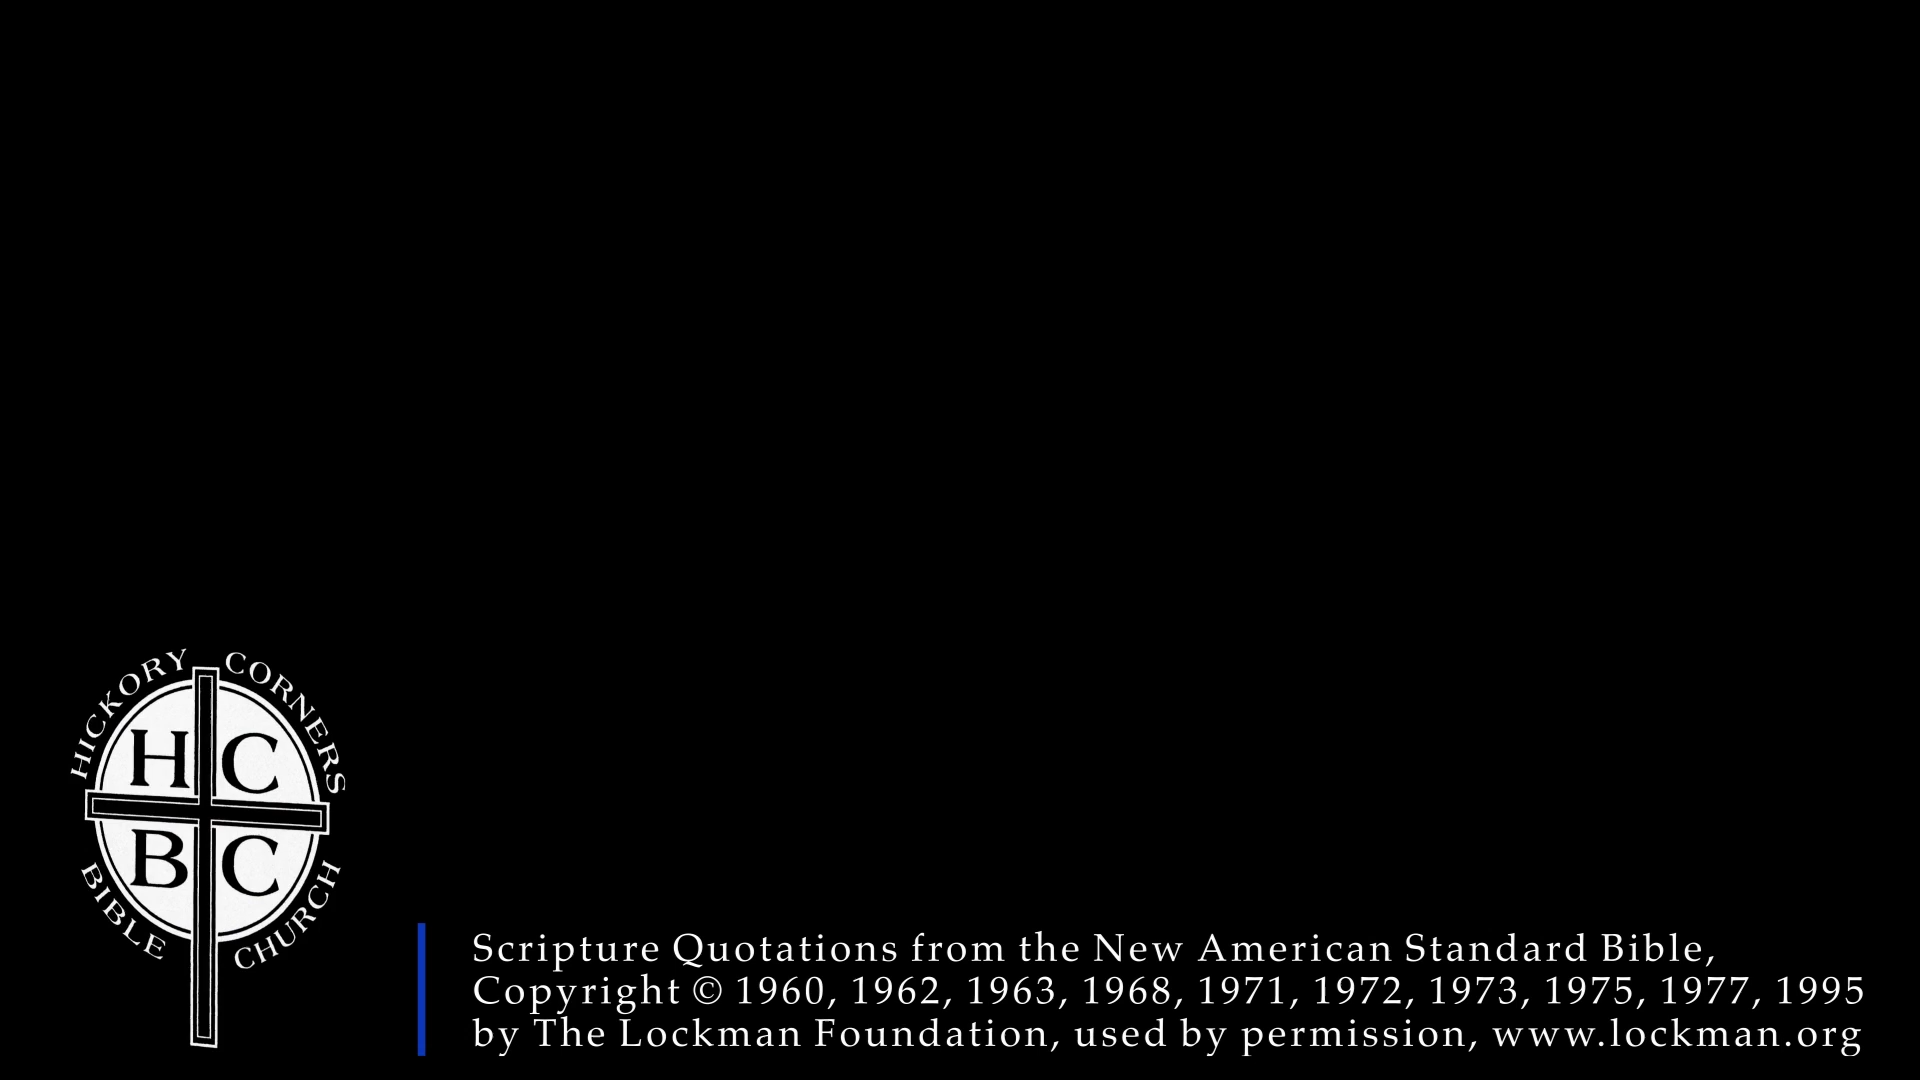 HICKORY CORNERS
H C
B C
BIBLE CHURCH
Scripture Quotations from the New American Standard Bible,
Copyright © 1960, 1962, 1963, 1968, 1971, 1972, 1973, 1975, 1977, 1995
by The Lockman Foundation, used by permission, www.lockman.org